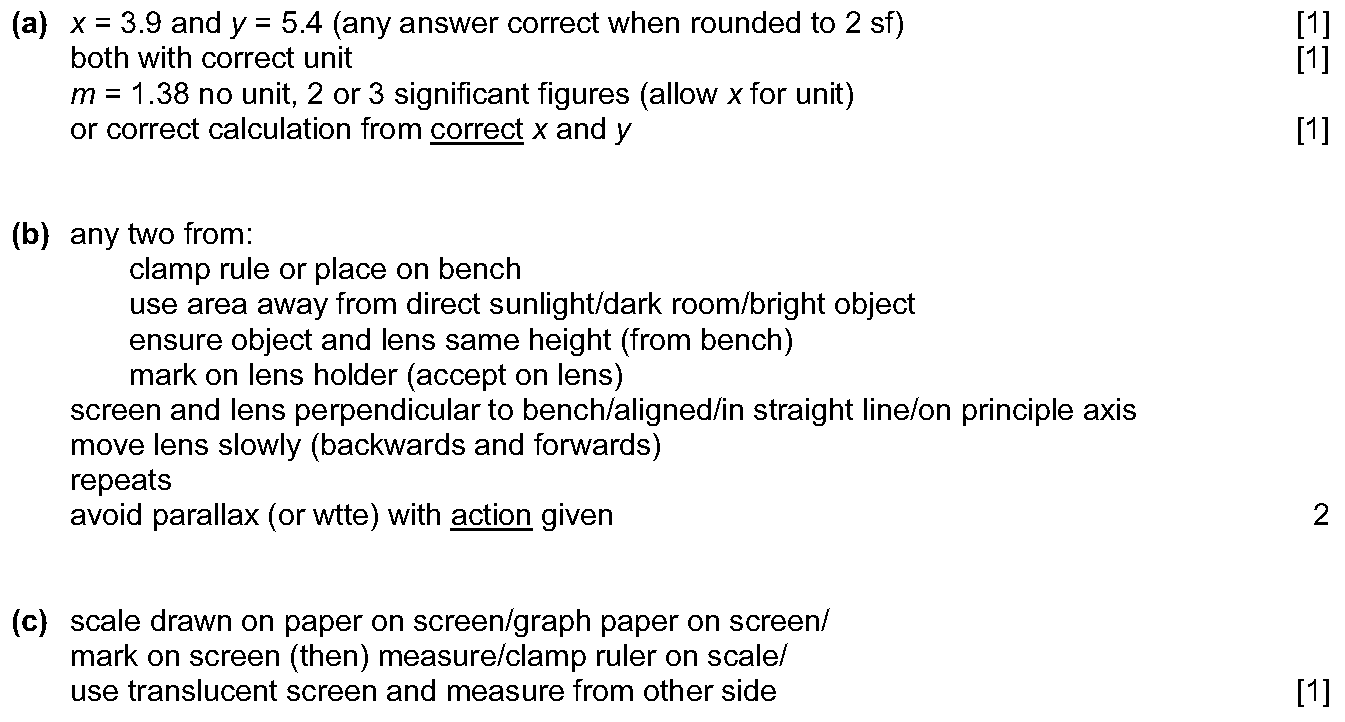 (a) x = 3.9 and y = 5.4 (any answer correct when rounded to 2 sf) [1]
both with correct unit [1]
m = 1.38 no unit, 2 or 3 significant figures (allow x for unit)
or correct calculation from correct x and y [1]
(b) any two from:
clamp rule or place on bench
use area away from direct sunlight/dark room/bright object
ensure object and lens same height (from bench)
mark on lens holder (accept on lens)
screen and lens perpendicular to bench/aligned/in straight line/on principle axis
move lens slowly (backwards and forwards)
repeats
avoid parallax (or wtte) with action given 2
(c) scale drawn on paper on screen/graph paper on screen/
mark on screen (then) measure/clamp ruler on scale/
use translucent screen and measure from other side [1]